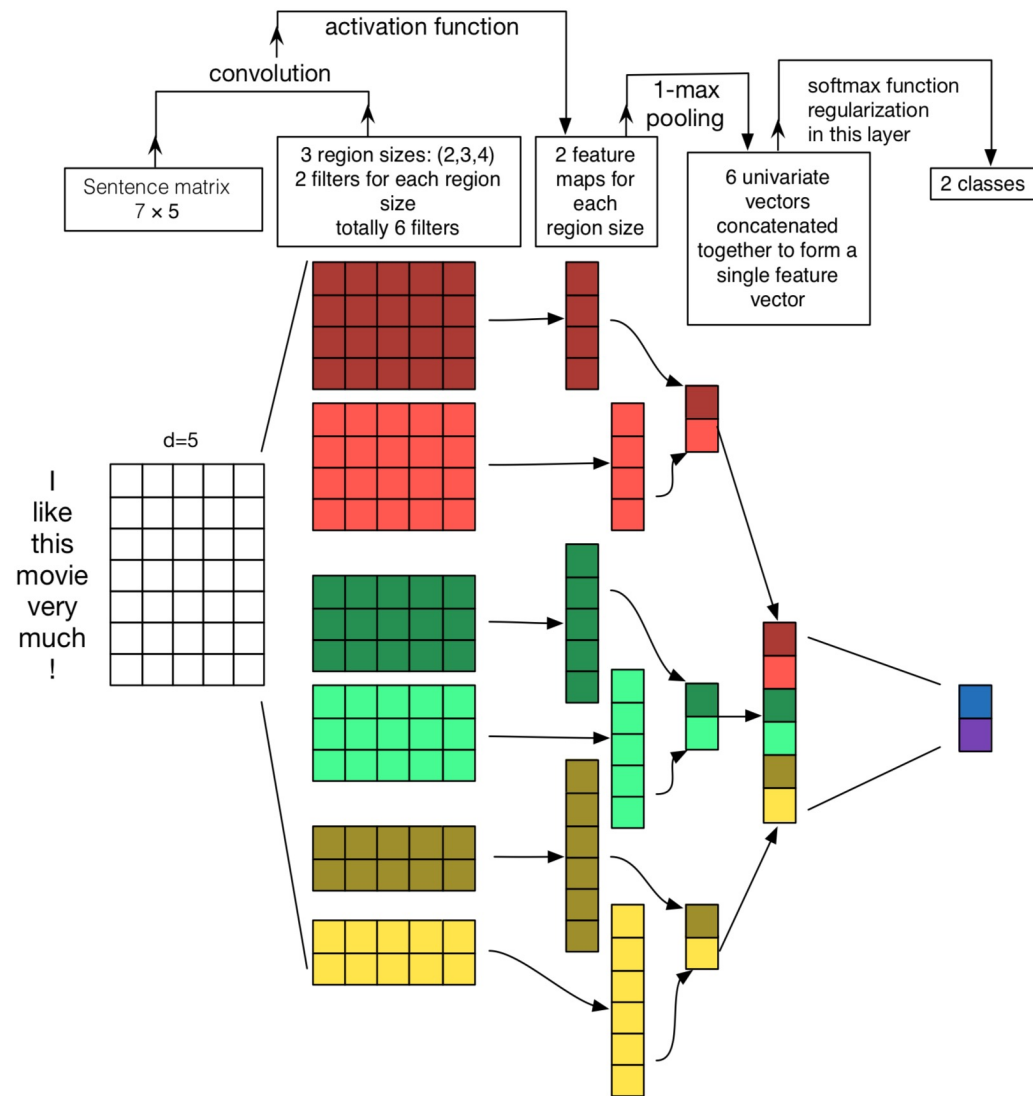 activation function
convolution
1-max
pooling
softmax function
regularization
in this layer
Sentence matrix
7 × 5
3 region sizes: (2,3,4)
2 filters for each region
size
totally 6 filters
2 feature
maps for
each
region size
6 univariate
vectors
concatenated
together to form a
single feature
vector
2 classes
d=5
I
like
this
movie
very
much
!